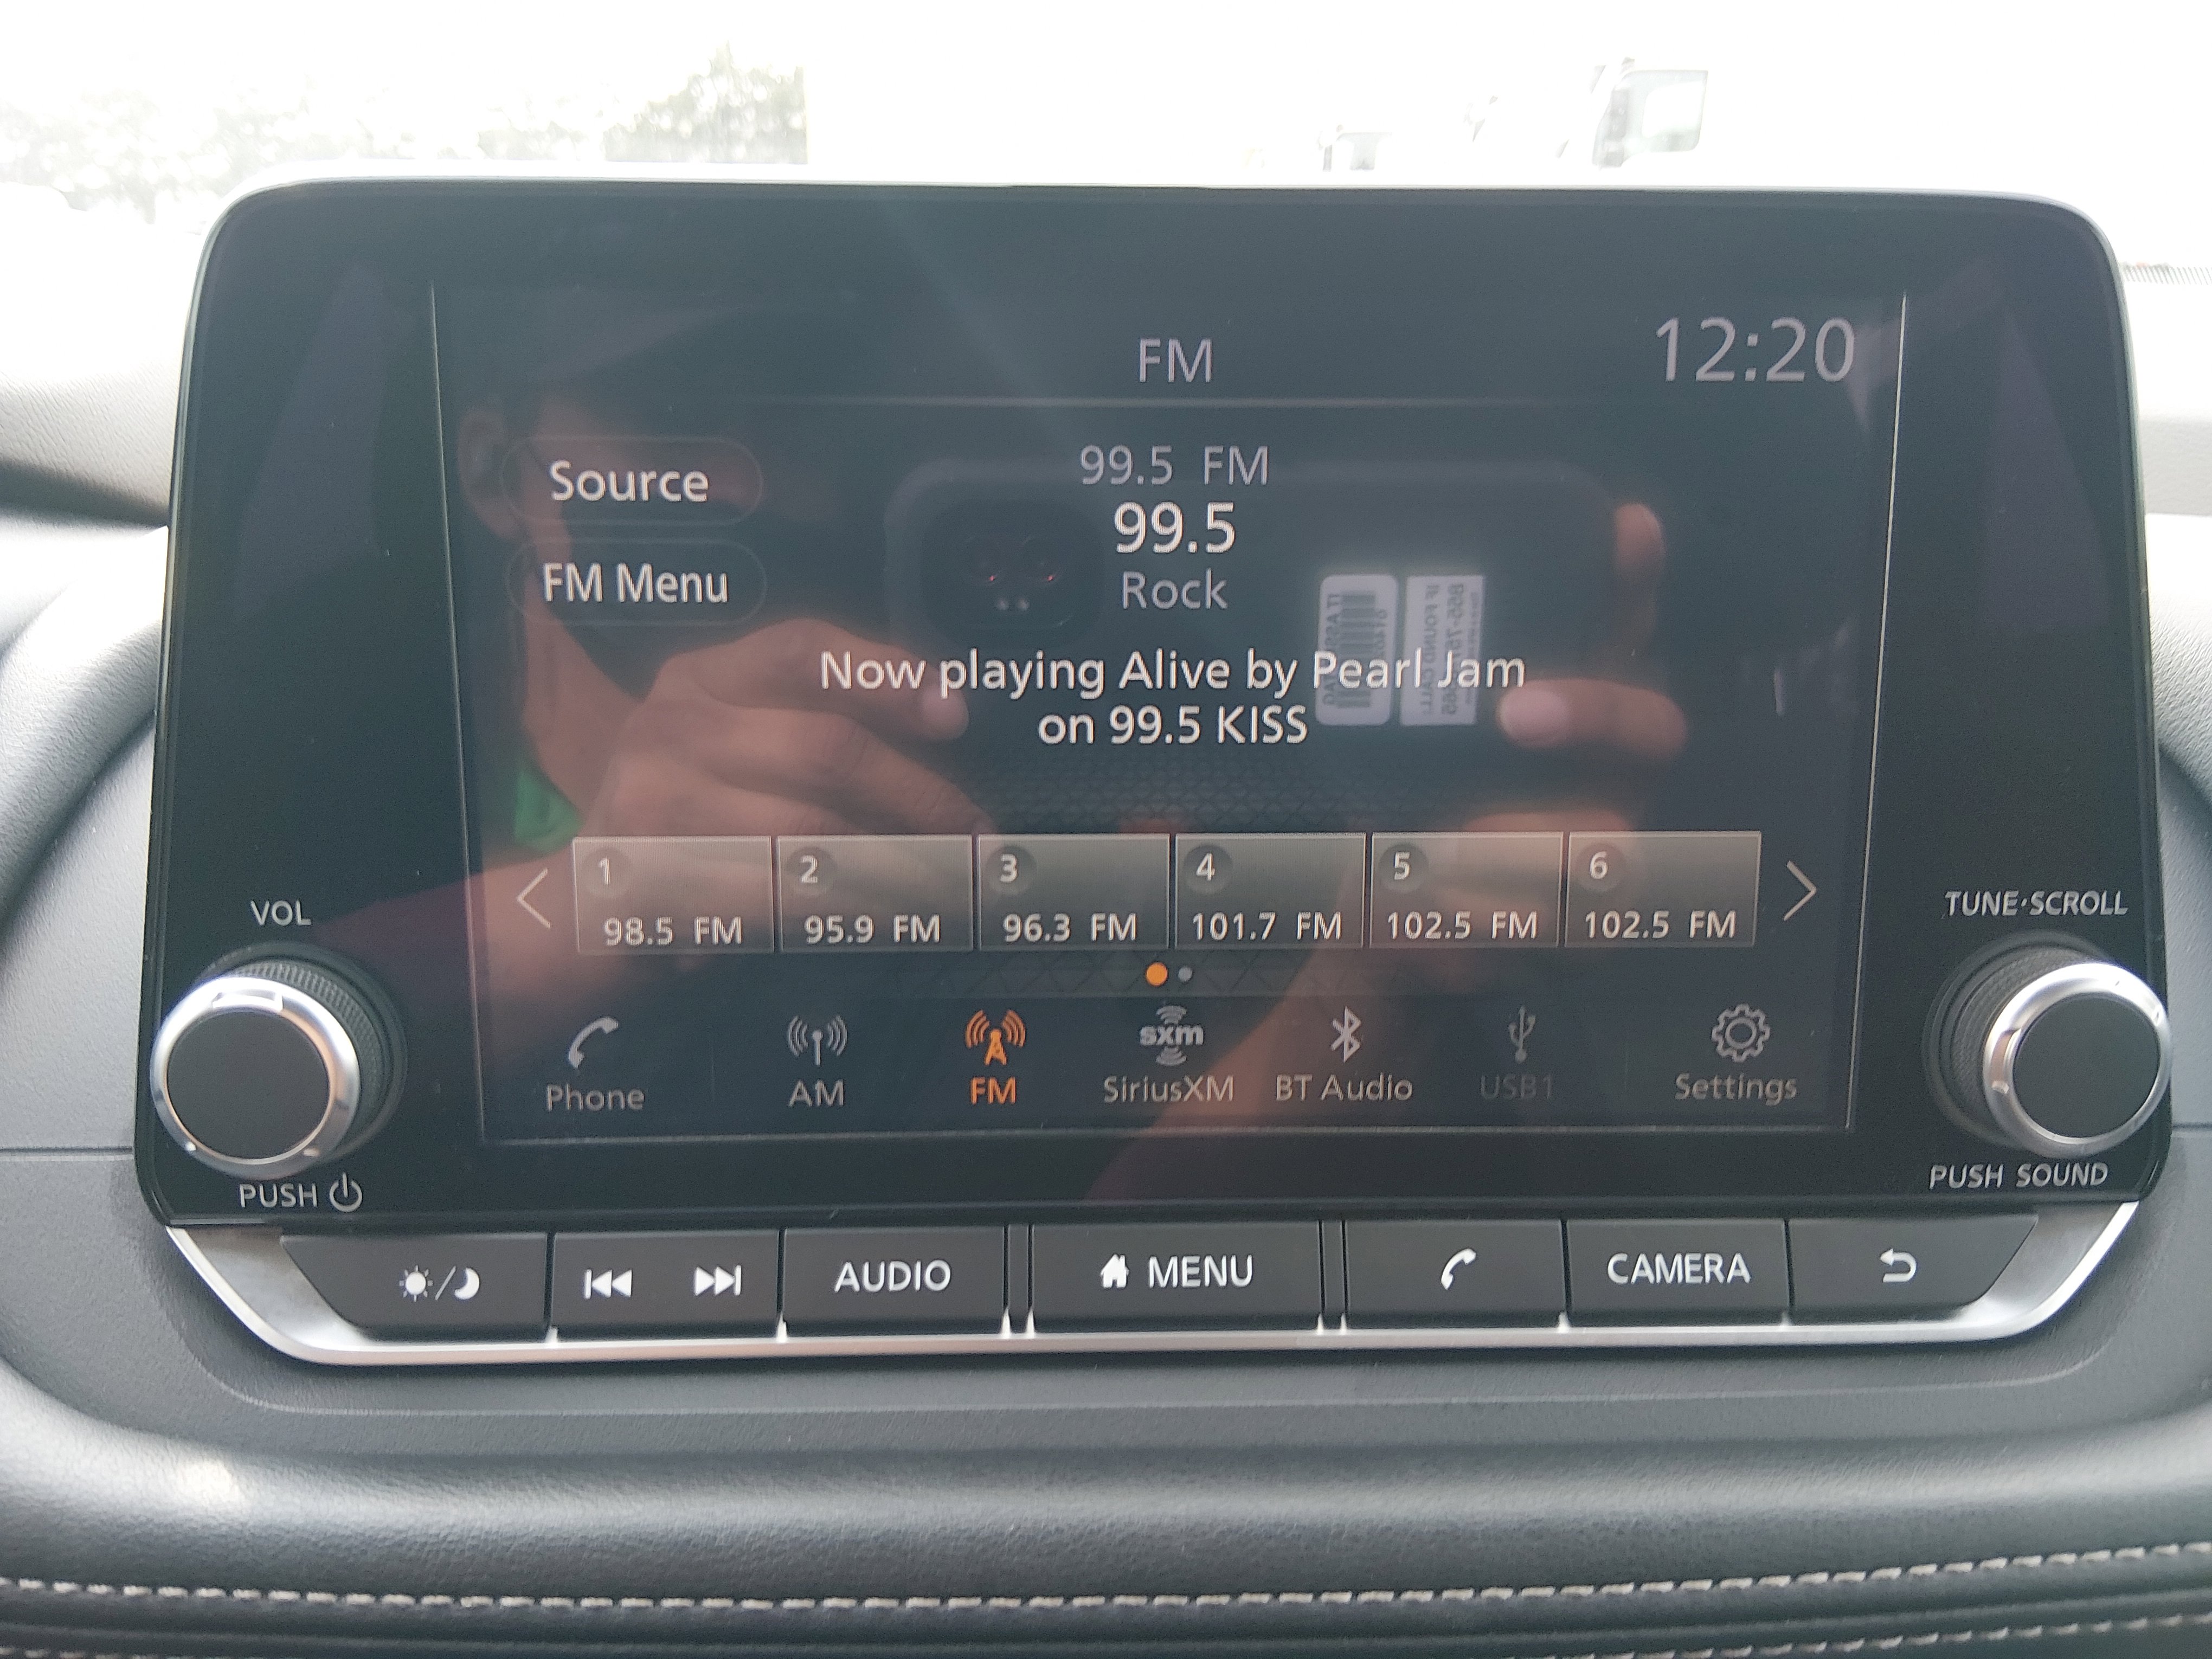 FM
12:20
Source
FM Menu
99.5 FM
99.5
Rock
Now playing Alive by Pearl Jam
on 99.5 KISS
1
98.5 FM
2
95.9 FM
3
96.3 FM
4
101.7 FM
5
102.5 FM
6
102.5 FM
Phone
AM
FM
sxm
SiriusXM
BT Audio
USB1
Settings
VOL
PUSH
TUNE·SCROLL
PUSH SOUND
AUDIO
MENU
CAMERA